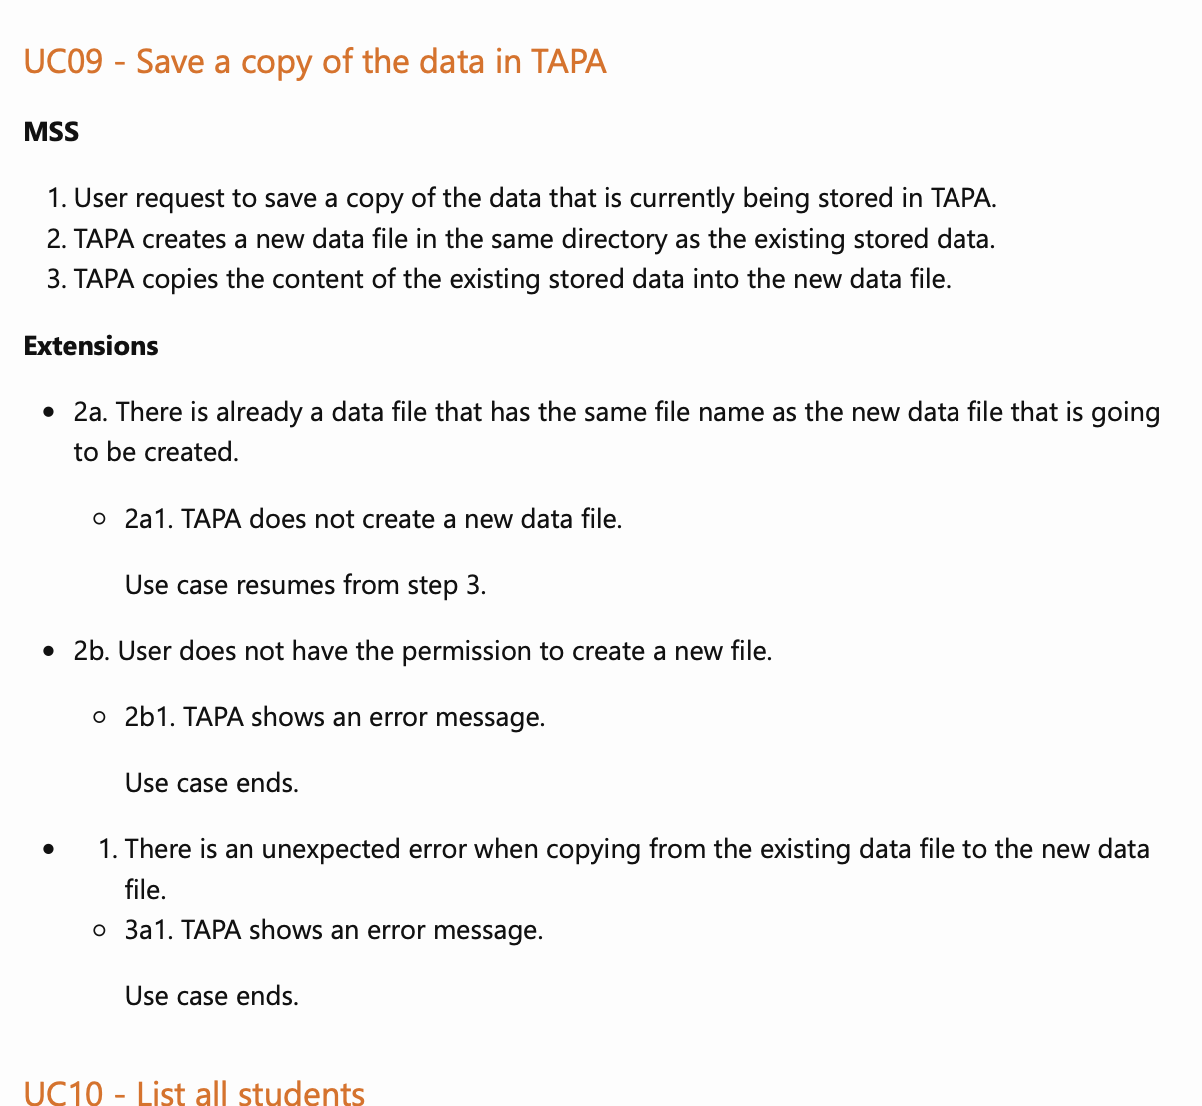 UC09 - Save a copy of the data in TAPA
MSS
1. User request to save a copy of the data that is currently being stored in TAPA.
2. TAPA creates a new data file in the same directory as the existing stored data.
3. TAPA copies the content of the existing stored data into the new data file.
Extensions
• 2a. There is already a data file that has the same file name as the new data file that is going
to be created.
○ 2a1. TAPA does not create a new data file.
Use case resumes from step 3.
• 2b. User does not have the permission to create a new file.
○ 2b1. TAPA shows an error message.
Use case ends.
• 1. There is an unexpected error when copying from the existing data file to the new data
file.
○ 3a1. TAPA shows an error message.
Use case ends.
UC10 - List all students